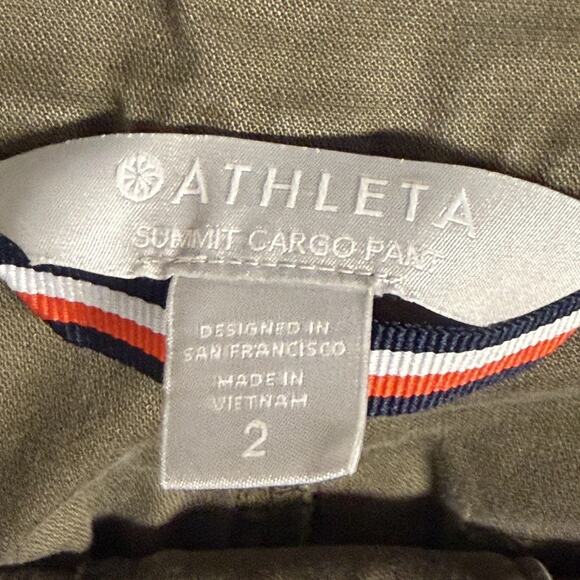 ATHLETA
SUMMIT CARGO PANT
DESIGNED IN
SAN FRANCISCO
MADE IN
VIETNAM
2